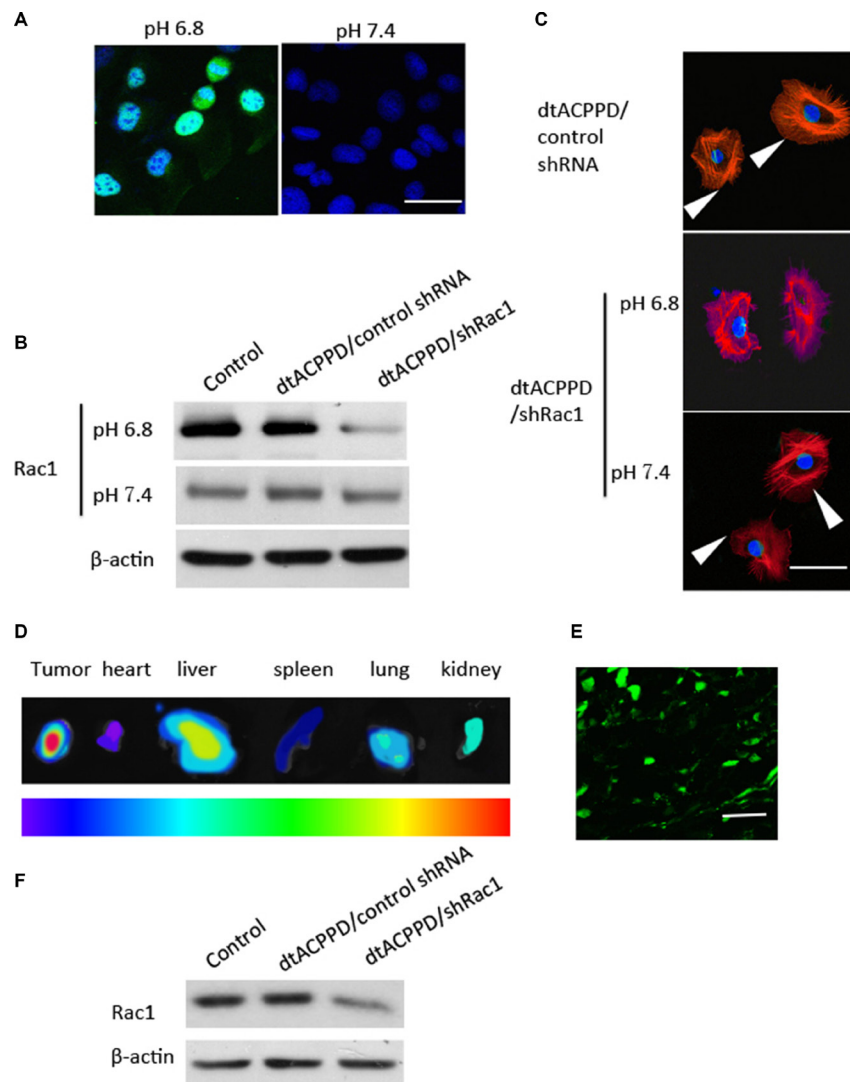 A
pH 6.8
pH 7.4
C
dtACPPD/
control
shRNA
pH 6.8
dtACPPD
/shRac1
pH 7.4
B
Control
dtACPPD/control shRNA
dtACPPD/shRac1
Rac1
pH 6.8
pH 7.4
β-actin
D
Tumor heart liver spleen lung kidney
E
F
Control
dtACPPD/control shRNA
dtACPPD/shRac1
Rac1
β-actin